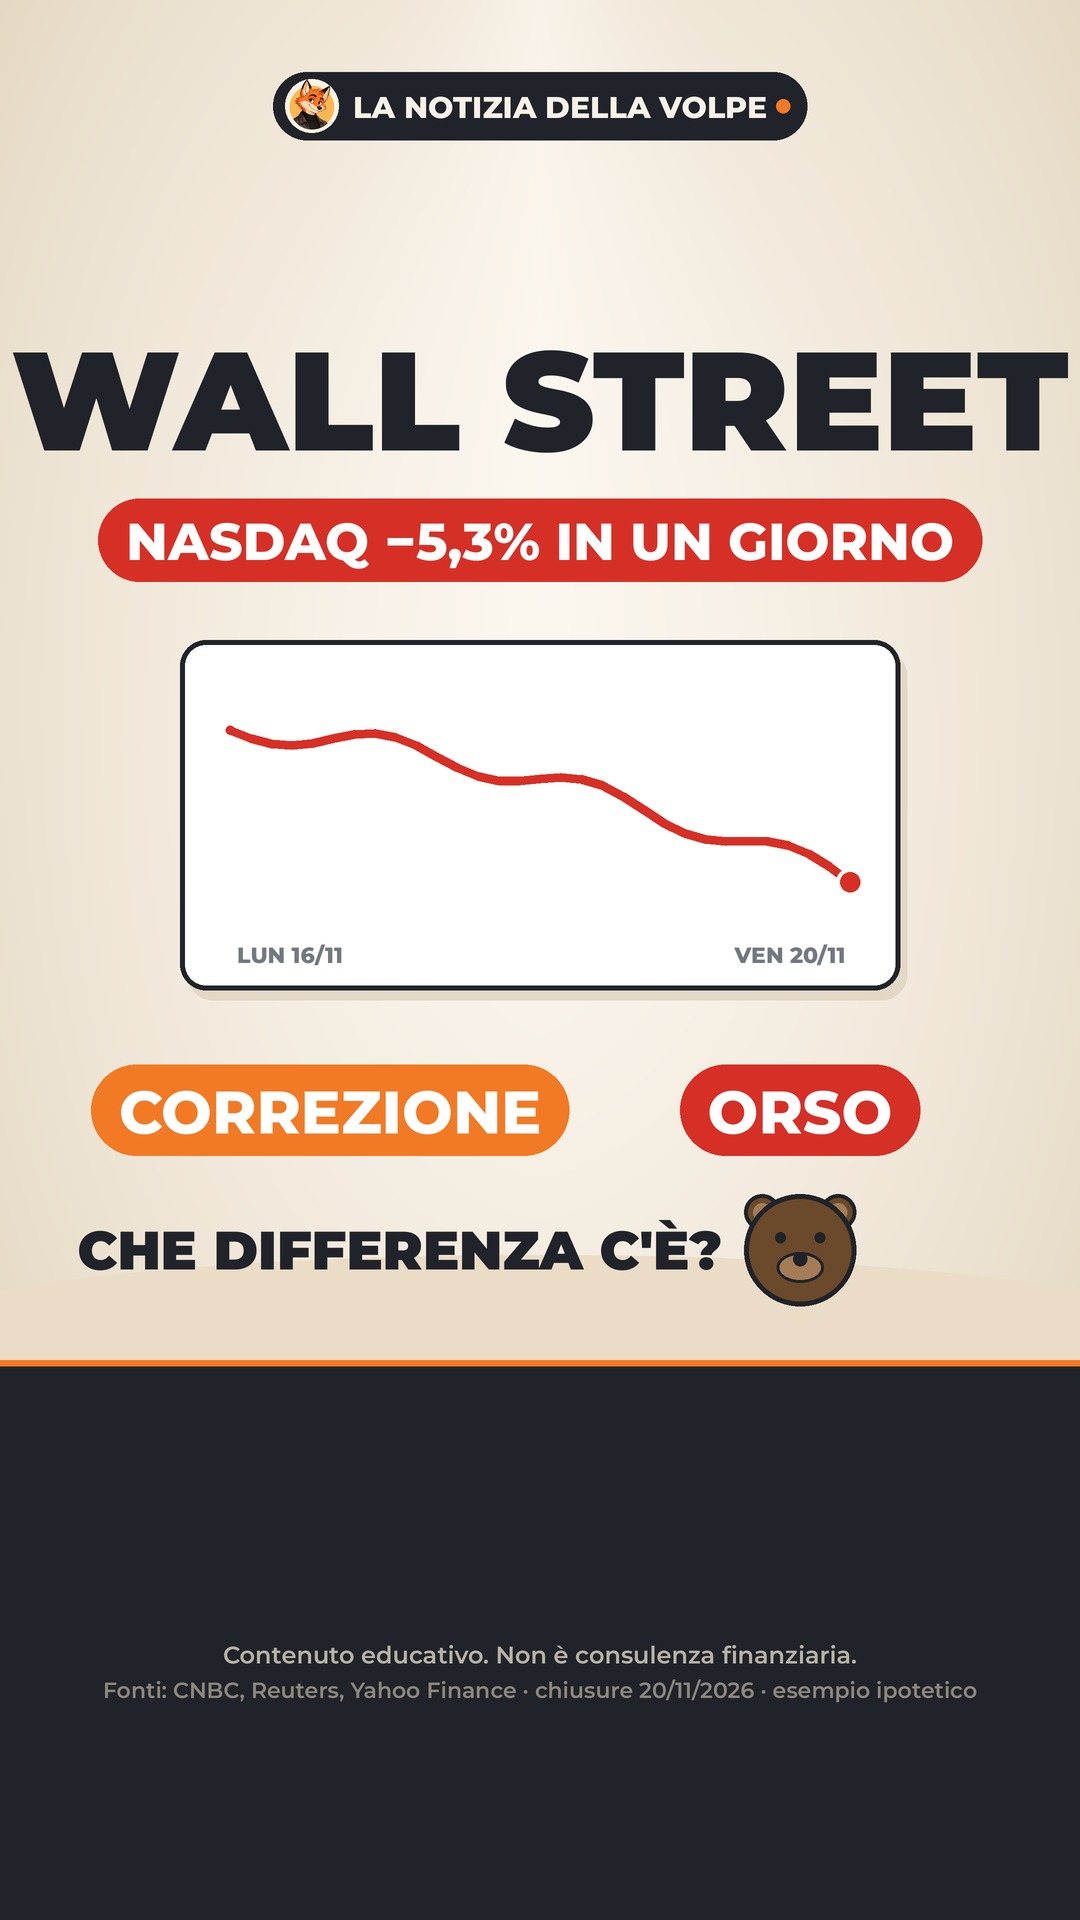 LA NOTIZIA DELLA VOLPE
WALL STREET
NASDAQ −5,3% IN UN GIORNO
LUN 16/11
VEN 20/11
CORREZIONE
ORSO
CHE DIFFERENZA C'È?
Contenuto educativo. Non è consulenza finanziaria.
Fonti: CNBC, Reuters, Yahoo Finance · chiusure 20/11/2026 · esempio ipotetico